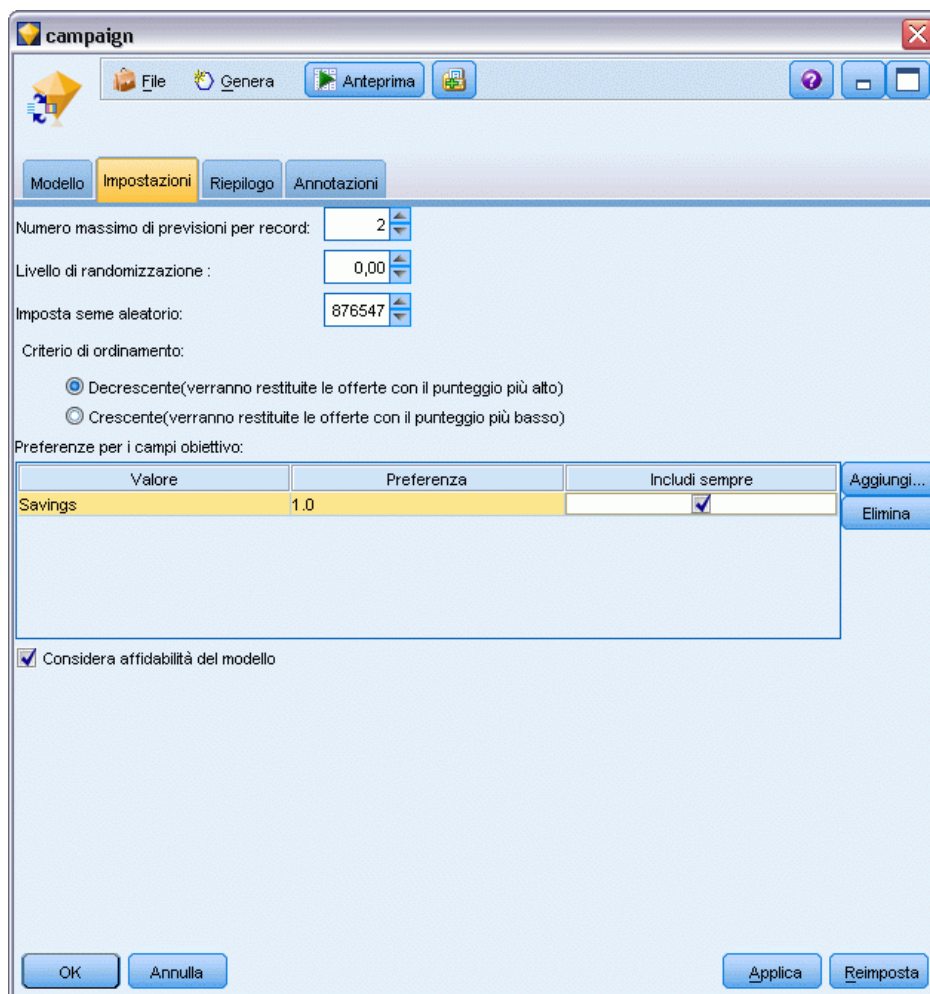 campaign
File Genera Anteprima
Modello Impostazioni Riepilogo Annotazioni
Numero massimo di previsioni per record: 2
Livello di randomizzazione : 0,00
Imposta seme aleatorio: 876547
Criterio di ordinamento:
Decrescente(verranno restituite le offerte con il punteggio più alto)
Crescente(verranno restituite le offerte con il punteggio più basso)
Preferenze per i campi obiettivo:
Valore Preferenza Includi sempre Aggiungi...
Savings 1.0
Elimina
Considera affidabilità del modello
OK Annulla Applica Reimposta